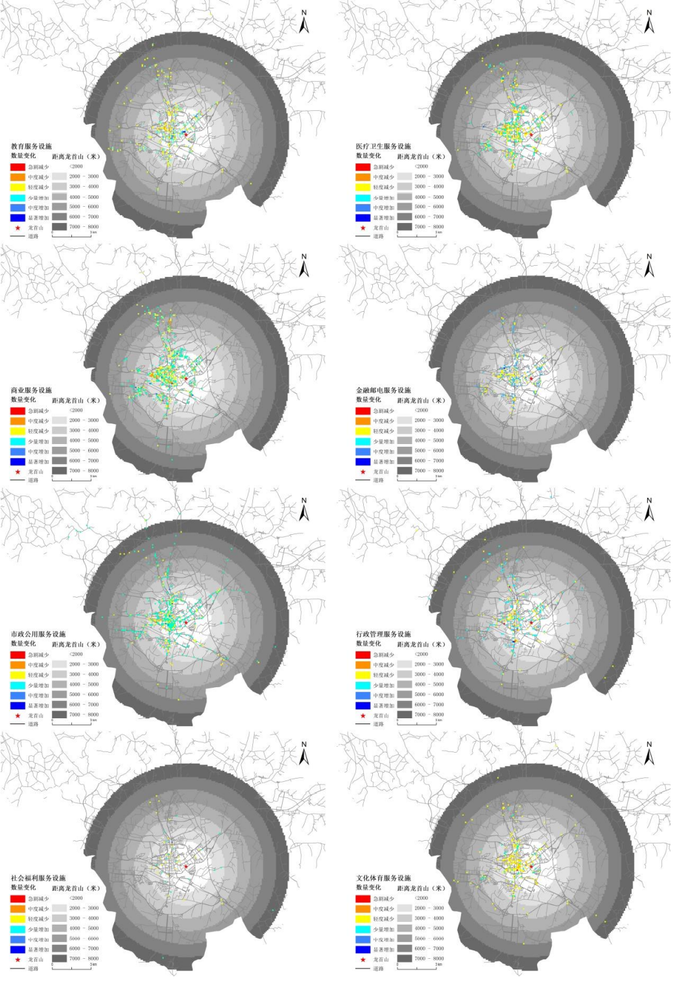 N
教育服务设施
数量变化 距离龙首山（米）
急剧减少 <2000
中度减少 2000 - 3000
轻度减少 3000 - 4000
少量增加 4000 - 5000
中度增加 5000 - 6000
显著增加 6000 - 7000
龙首山 7000 - 8000
道路 0 5 km
N
医疗卫生服务设施
数量变化 距离龙首山（米）
急剧减少 <2000
中度减少 2000 - 3000
轻度减少 3000 - 4000
少量增加 4000 - 5000
中度增加 5000 - 6000
显著增加 6000 - 7000
龙首山 7000 - 8000
道路 0 5 km
N
商业服务设施
数量变化 距离龙首山（米）
急剧减少 <2000
中度减少 2000 - 3000
轻度减少 3000 - 4000
少量增加 4000 - 5000
中度增加 5000 - 6000
显著增加 6000 - 7000
龙首山 7000 - 8000
道路 0 5 km
N
金融邮电服务设施
数量变化 距离龙首山（米）
急剧减少 <2000
中度减少 2000 - 3000
轻度减少 3000 - 4000
少量增加 4000 - 5000
中度增加 5000 - 6000
显著增加 6000 - 7000
龙首山 7000 - 8000
道路 0 5 km
N
市政公用服务设施
数量变化 距离龙首山（米）
急剧减少 <2000
中度减少 2000 - 3000
轻度减少 3000 - 4000
少量增加 4000 - 5000
中度增加 5000 - 6000
显著增加 6000 - 7000
龙首山 7000 - 8000
道路 0 5 km
N
行政管理服务设施
数量变化 距离龙首山（米）
急剧减少 <2000
中度减少 2000 - 3000
轻度减少 3000 - 4000
少量增加 4000 - 5000
中度增加 5000 - 6000
显著增加 6000 - 7000
龙首山 7000 - 8000
道路 0 5 km
N
社会福利服务设施
数量变化 距离龙首山（米）
急剧减少 <2000
中度减少 2000 - 3000
轻度减少 3000 - 4000
少量增加 4000 - 5000
中度增加 5000 - 6000
显著增加 6000 - 7000
龙首山 7000 - 8000
道路 0 5 km
N
文化体育服务设施
数量变化 距离龙首山（米）
急剧减少 <2000
中度减少 2000 - 3000
轻度减少 3000 - 4000
少量增加 4000 - 5000
中度增加 5000 - 6000
显著增加 6000 - 7000
龙首山 7000 - 8000
道路 0 5 km